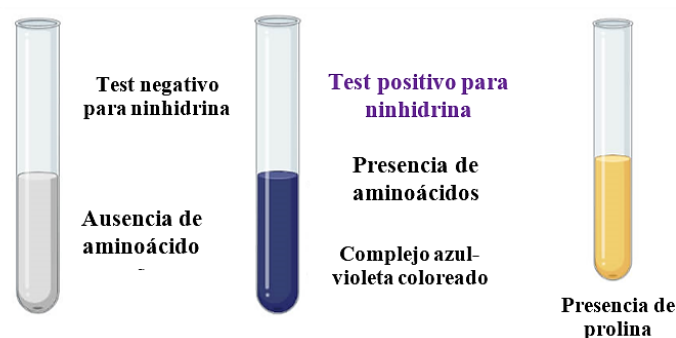 Test negativo
para ninhidrina
Ausencia de
aminoácido
Test positivo para
ninhidrina
Presencia de
aminoácidos
Complejo azul-
violeta coloreado
Presencia de
prolina